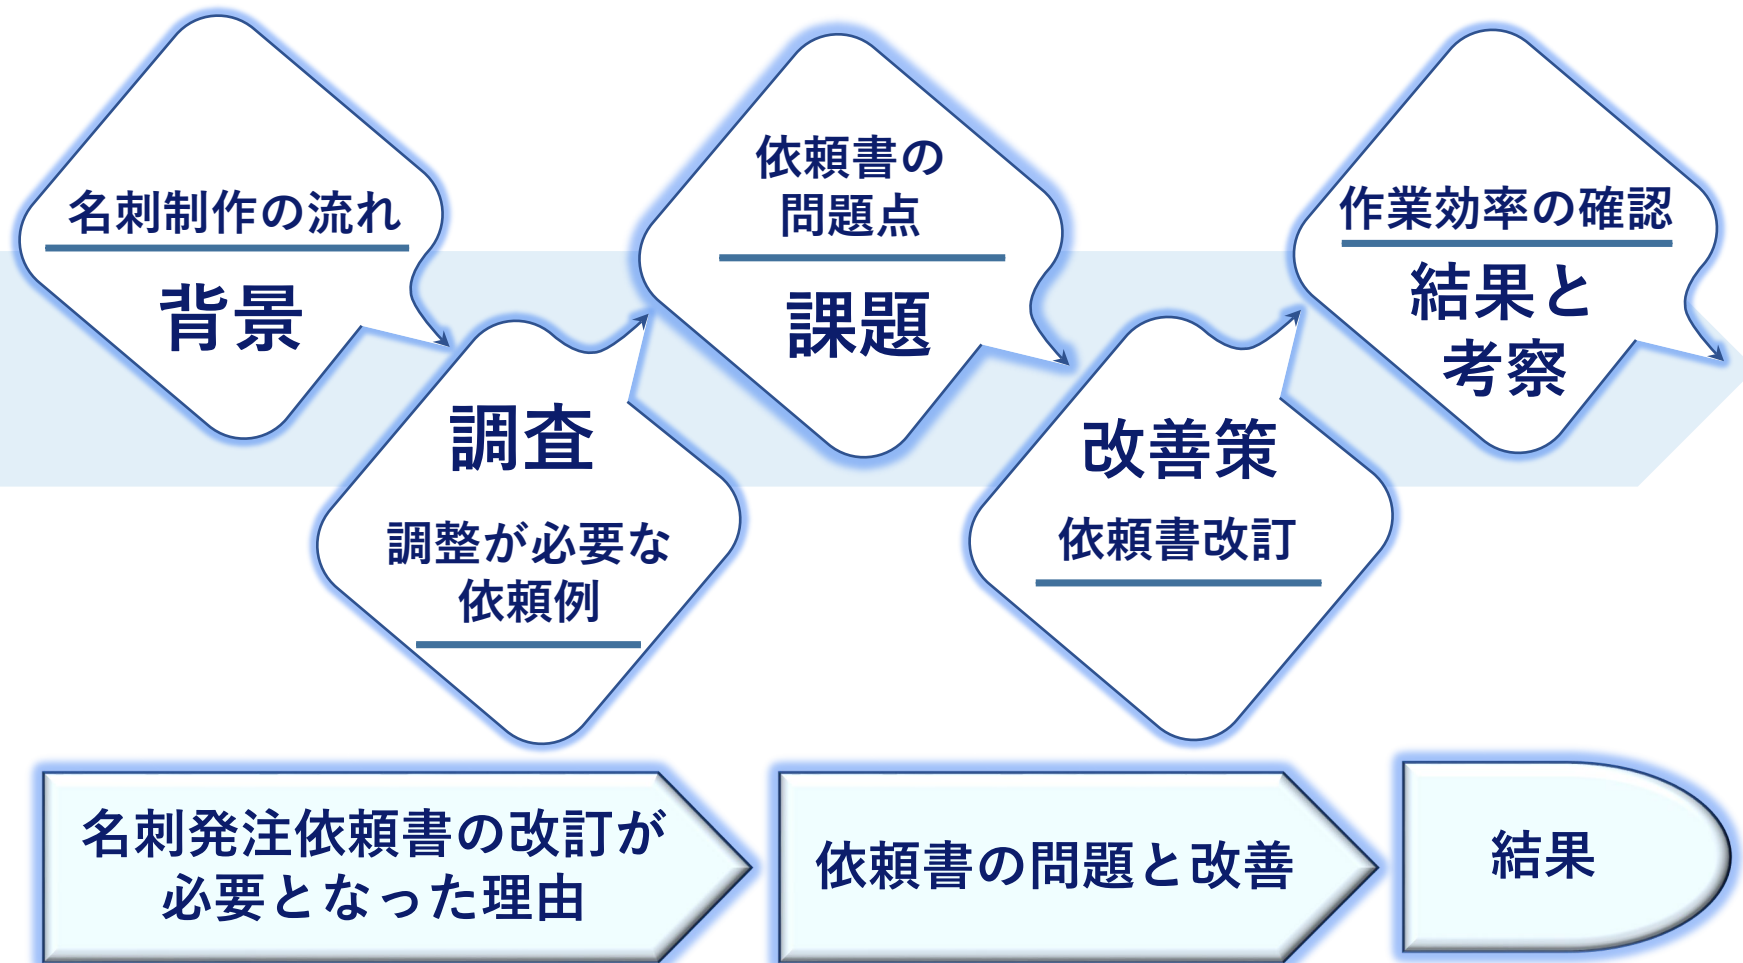 名刺制作の流れ
背景
調査
調整が必要な
依頼例
依頼書の
問題点
課題
改善策
依頼書改訂
作業効率の確認
結果と
考察
名刺発注依頼書の改訂が
必要となった理由
依頼書の問題と改善
結果